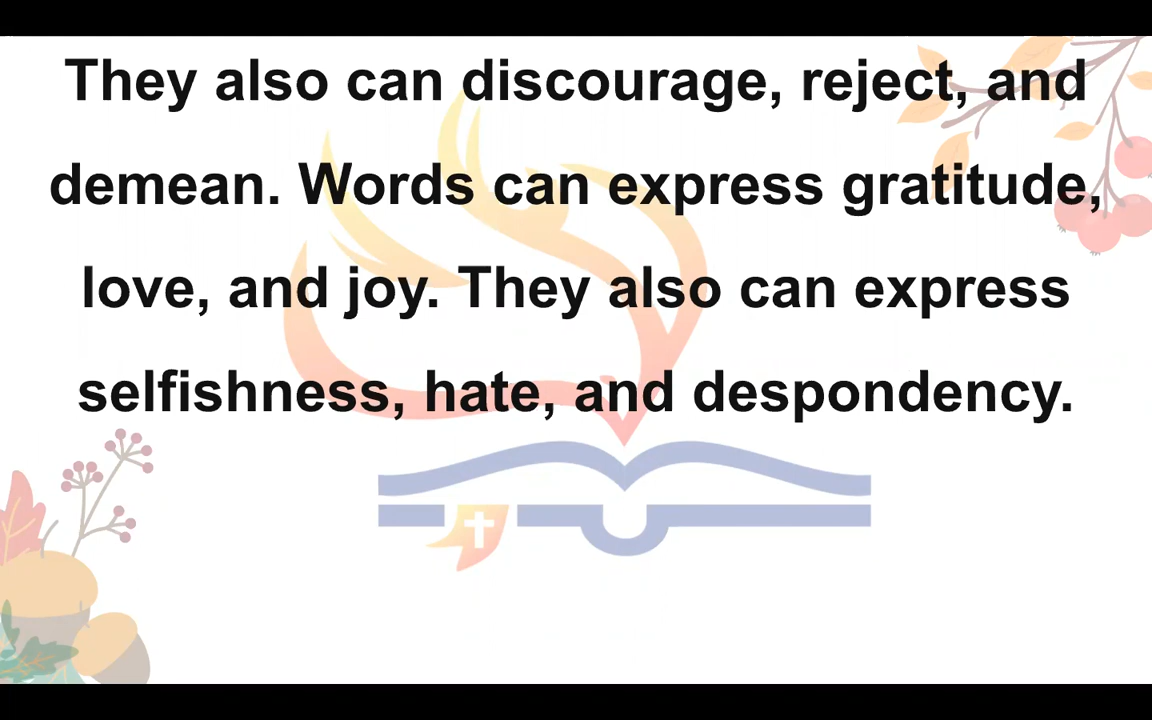 They also can discourage, reject, and
demean. Words can express gratitude,
love, and joy. They also can express
selfishness, hate, and despondency.